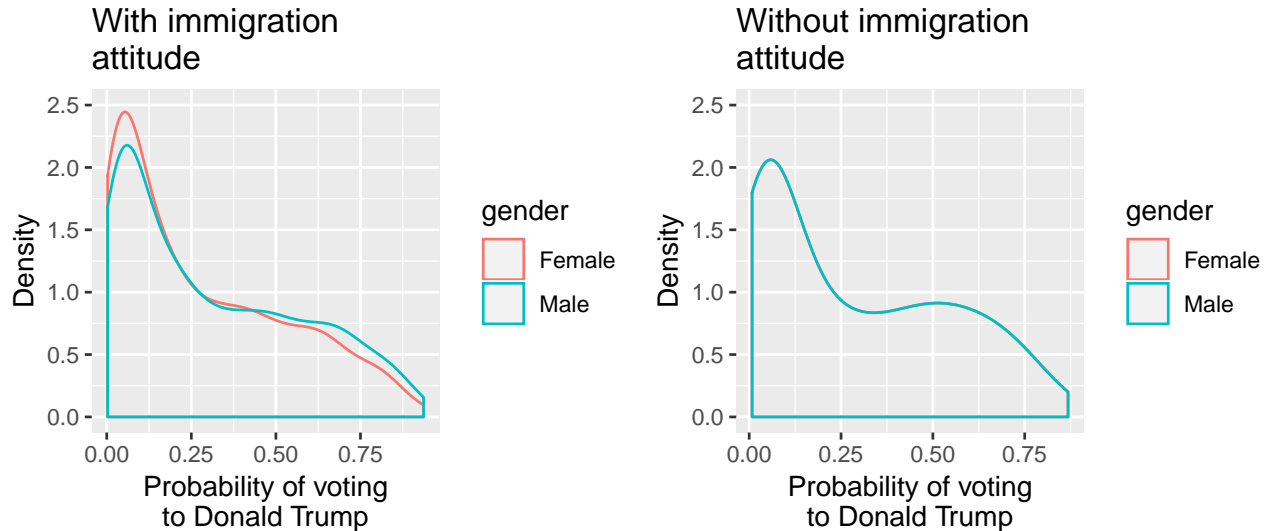 With immigration
attitude
2.5
2.0
1.5
1.0
0.5
0.0
Density
0.00 0.25 0.50 0.75
Probability of voting
to Donald Trump
gender
Female
Male
Without immigration
attitude
2.5
2.0
1.5
1.0
0.5
0.0
Density
0.00 0.25 0.50 0.75
Probability of voting
to Donald Trump
gender
Female
Male